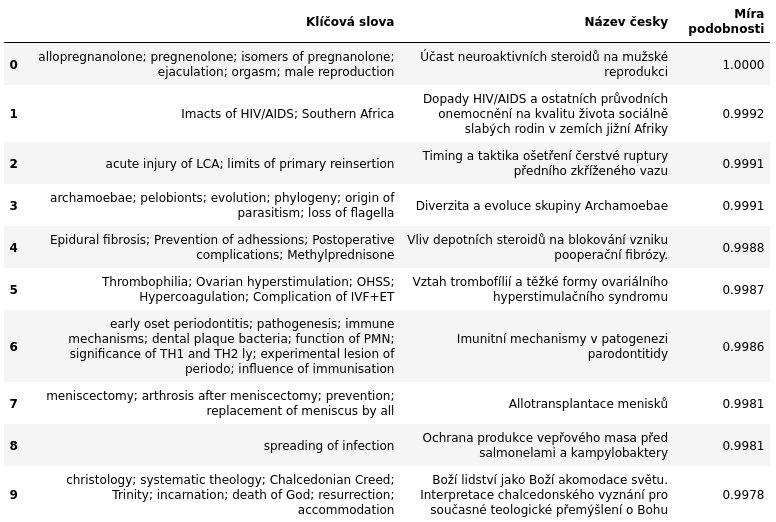 Klíčová slova Název česky Míra podobnosti
0 allopregnanolone; pregnenolone; isomers of pregnanolone; Účast neuroaktivních steroidů na mužské 1.0000
ejaculation; orgasm; male reproduction reprodukci
1 Imacts of HIV/AIDS; Southern Africa Dopady HIV/AIDS a ostatních průvodních 0.9992
onemocnění na kvalitu života sociálně
slabých rodin v zemích jižní Afriky
2 acute injury of LCA; limits of primary reinsertion Timing a taktika ošetření čerstvé ruptury 0.9991
předního zkříženého vazu
3 archamoebae; pelobionts; evolution; phylogeny; origin of Diverzita a evoluce skupiny Archamoebae 0.9991
parasitism; loss of flagella
4 Epidural fibrosis; Prevention of adhessions; Postoperative Vliv depotních steroidů na blokování vzniku 0.9988
complications; Methylprednisone pooperační fibrózy.
5 Thrombophilia; Ovarian hyperstimulation; OHSS; Vztah trombofílií a těžké formy ovariálního 0.9987
Hypercoagulation; Complication of IVF+ET hyperstimulačního syndromu
6 early oset periodontitis; pathogenesis; immune Imunitní mechanismy v patogenezi 0.9986
mechanisms; dental plaque bacteria; function of PMN; parodontitidy
significance of TH1 and TH2 ly; experimental lesion of
periodo; influence of immunisation
7 meniscectomy; arthrosis after meniscectomy; prevention; Allotransplantace menisků 0.9981
replacement of meniscus by all
8 spreading of infection Ochrana produkce vepřového masa před 0.9981
salmonelami a kampylobaktery
9 christology; systematic theology; Chalcedonian Creed; Boží lidství jako Boží akomodace světu. 0.9978
Trinity; incarnation; death of God; resurrection; Interpretace chalcedonského vyznání pro
accommodation současné teologické přemýšlení o Bohu